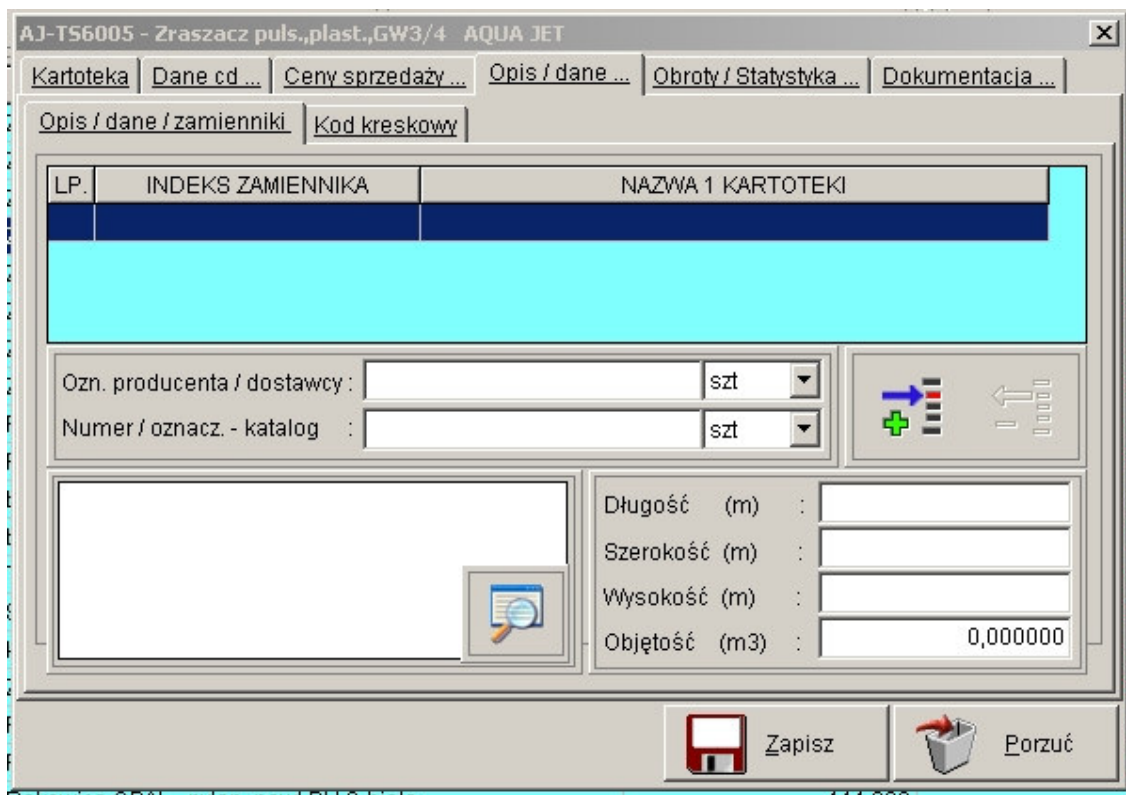 AJ-TS6005 - Zraszacz puls.,plast.,GW3/4 AQUA JET
Kartoteka Dane cd ... Ceny sprzedaży ... Opis / dane ... Obroty / Statystyka ... Dokumentacja ...
Opis / dane / zamienniki Kod kreskowy
LP. INDEKS ZAMIENNIKA NAZWA 1 KARTOTEKI
Ozn. producenta / dostawcy : szt
Numer / oznacz. - katalog : szt
Długość (m) :
Szerokość (m) :
Wysokość (m) :
Objętość (m3) : 0,000000
Zapisz Porzuć